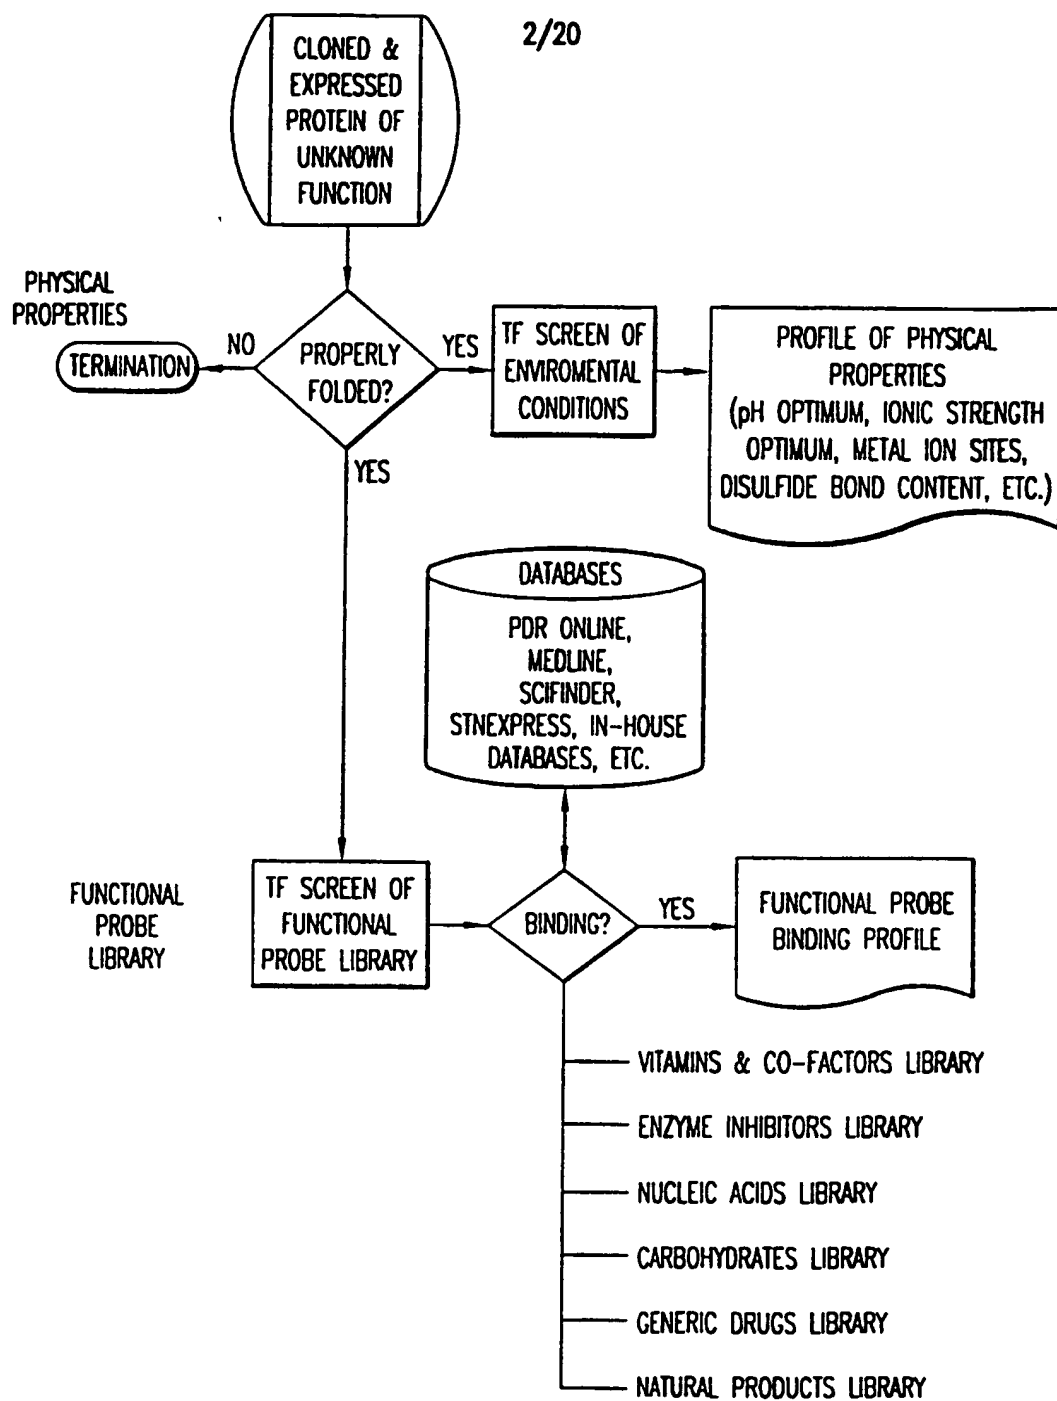 2/20
CLONED &
EXPRESSED
PROTEIN OF
UNKNOWN
FUNCTION
PHYSICAL
PROPERTIES
TERMINATION
NO
PROPERLY
FOLDED?
YES
TF SCREEN OF
ENVIROMENTAL
CONDITIONS
PROFILE OF PHYSICAL
PROPERTIES
(pH OPTIMUM, IONIC STRENGTH
OPTIMUM, METAL ION SITES,
DISULFIDE BOND CONTENT, ETC.)
YES
DATABASES
PDR ONLINE,
MEDLINE,
SCIFINDER,
STNEXPRESS, IN-HOUSE
DATABASES, ETC.
FUNCTIONAL
PROBE
LIBRARY
TF SCREEN OF
FUNCTIONAL
PROBE LIBRARY
BINDING?
YES
FUNCTIONAL PROBE
BINDING PROFILE
VITAMINS & CO-FACTORS LIBRARY
ENZYME INHIBITORS LIBRARY
NUCLEIC ACIDS LIBRARY
CARBOHYDRATES LIBRARY
GENERIC DRUGS LIBRARY
NATURAL PRODUCTS LIBRARY